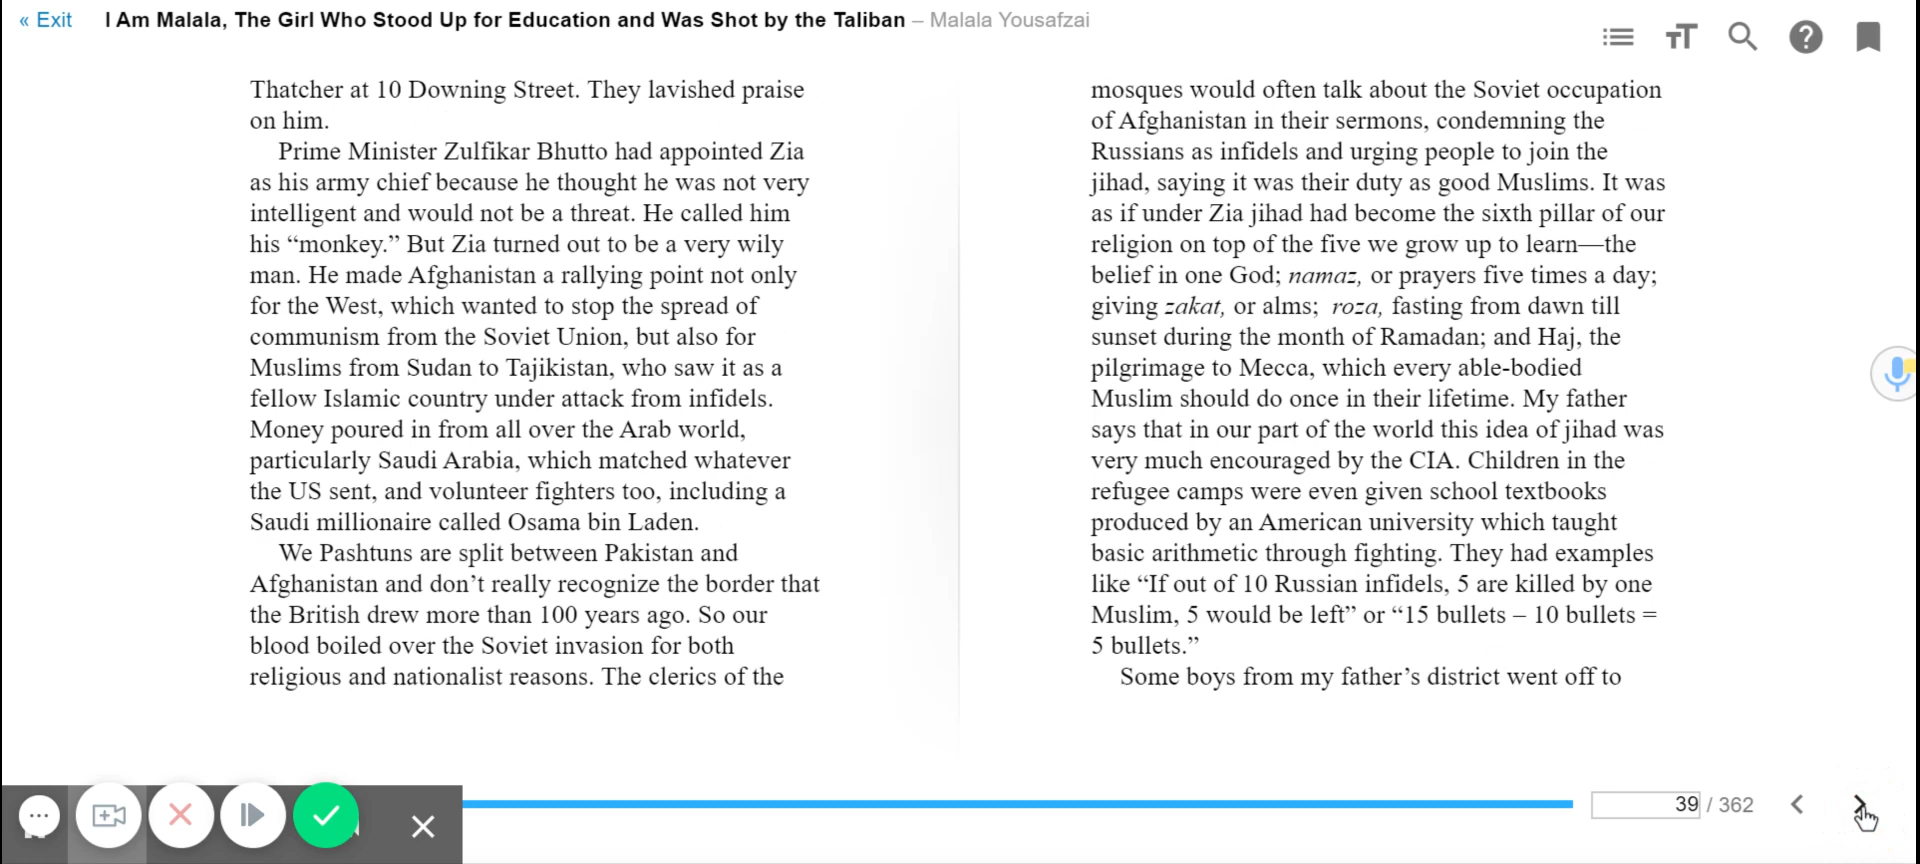 « Exit
I Am Malala, The Girl Who Stood Up for Education and Was Shot by the Taliban – Malala Yousafzai
Thatcher at 10 Downing Street. They lavished praise
on him.
Prime Minister Zulfikar Bhutto had appointed Zia
as his army chief because he thought he was not very
intelligent and would not be a threat. He called him
his “monkey.” But Zia turned out to be a very wily
man. He made Afghanistan a rallying point not only
for the West, which wanted to stop the spread of
communism from the Soviet Union, but also for
Muslims from Sudan to Tajikistan, who saw it as a
fellow Islamic country under attack from infidels.
Money poured in from all over the Arab world,
particularly Saudi Arabia, which matched whatever
the US sent, and volunteer fighters too, including a
Saudi millionaire called Osama bin Laden.
We Pashtuns are split between Pakistan and
Afghanistan and don’t really recognize the border that
the British drew more than 100 years ago. So our
blood boiled over the Soviet invasion for both
religious and nationalist reasons. The clerics of the
mosques would often talk about the Soviet occupation
of Afghanistan in their sermons, condemning the
Russians as infidels and urging people to join the
jihad, saying it was their duty as good Muslims. It was
as if under Zia jihad had become the sixth pillar of our
religion on top of the five we grow up to learn—the
belief in one God; namaz, or prayers five times a day;
giving zakat, or alms; roza, fasting from dawn till
sunset during the month of Ramadan; and Haj, the
pilgrimage to Mecca, which every able-bodied
Muslim should do once in their lifetime. My father
says that in our part of the world this idea of jihad was
very much encouraged by the CIA. Children in the
refugee camps were even given school textbooks
produced by an American university which taught
basic arithmetic through fighting. They had examples
like “If out of 10 Russian infidels, 5 are killed by one
Muslim, 5 would be left” or “15 bullets – 10 bullets =
5 bullets.”
Some boys from my father’s district went off to
39 / 362